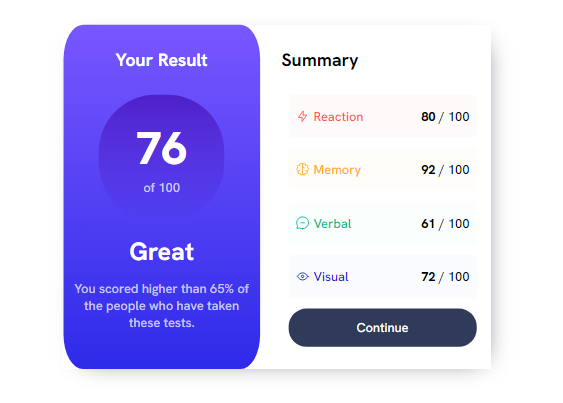 Your Result
76
of 100
Great
You scored higher than 65% of
the people who have taken
these tests.
Summary
Reaction 80 / 100
Memory 92 / 100
Verbal 61 / 100
Visual 72 / 100
Continue